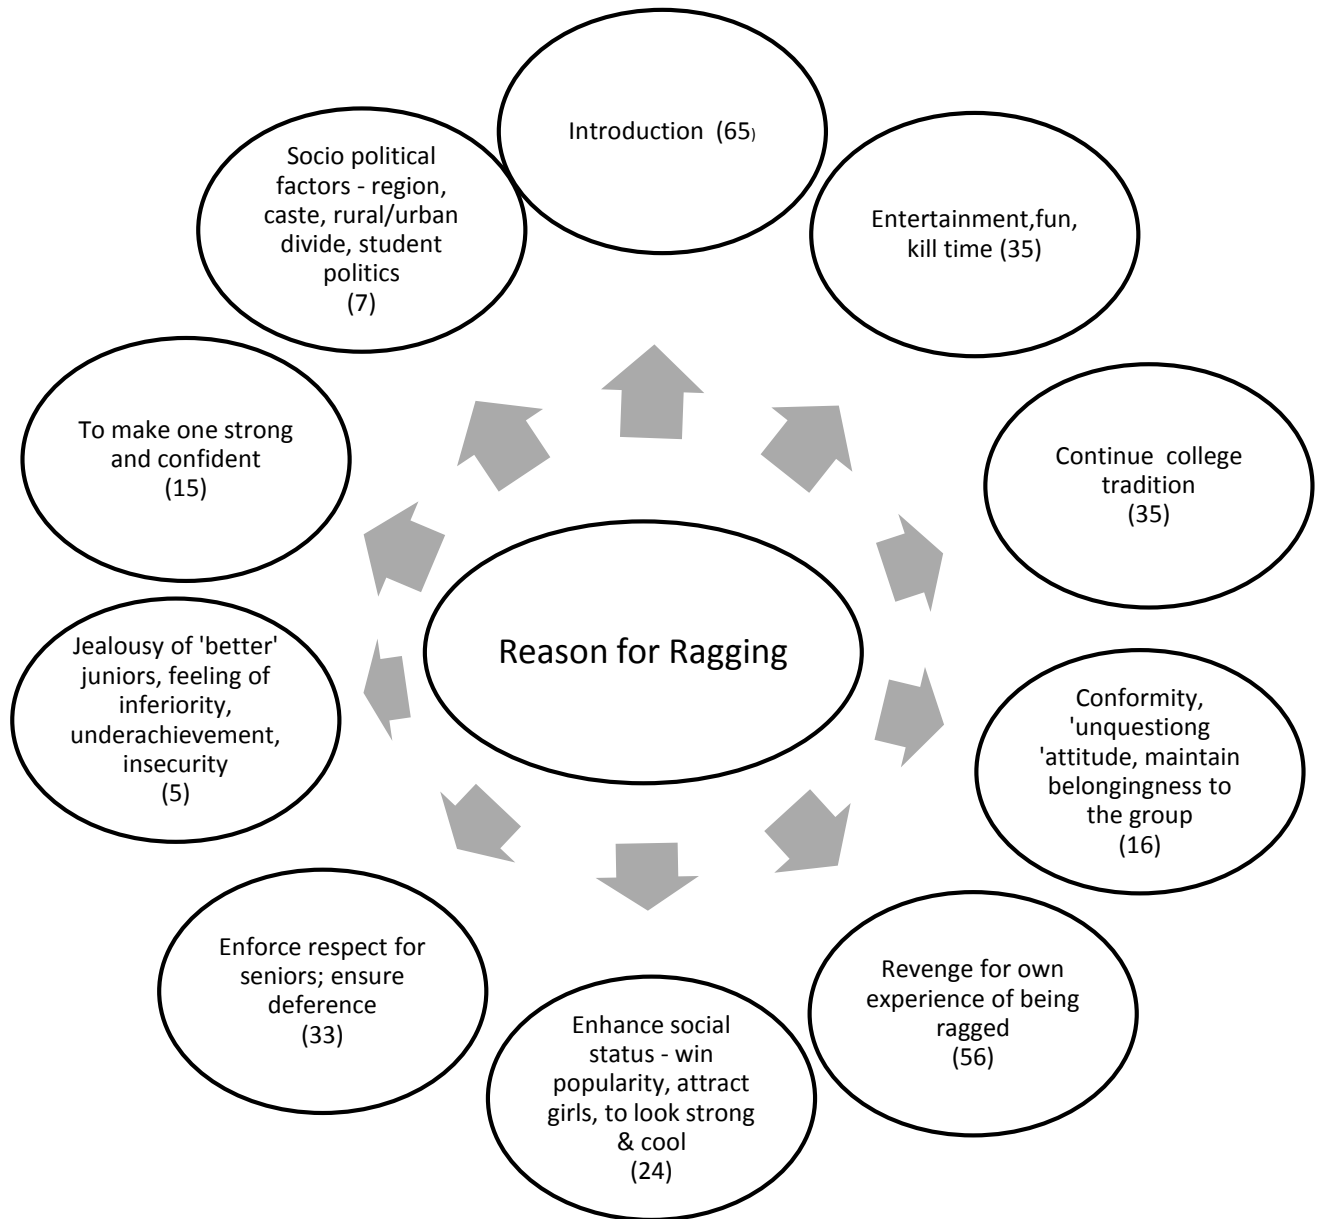 Introduction (65)
Entertainment,fun,
kill time (35)
Continue college
tradition
(35)
Conformity,
'unquestiong
'attitude, maintain
belongingness to
the group
(16)
Revenge for own
experience of being
ragged
(56)
Enhance social
status - win
popularity, attract
girls, to look strong
& cool
(24)
Enforce respect for
seniors; ensure
deference
(33)
Jealousy of 'better'
juniors, feeling of
inferiority,
underachievement,
insecurity
(5)
To make one strong
and confident
(15)
Socio political
factors - region,
caste, rural/urban
divide, student
politics
(7)
Reason for Ragging